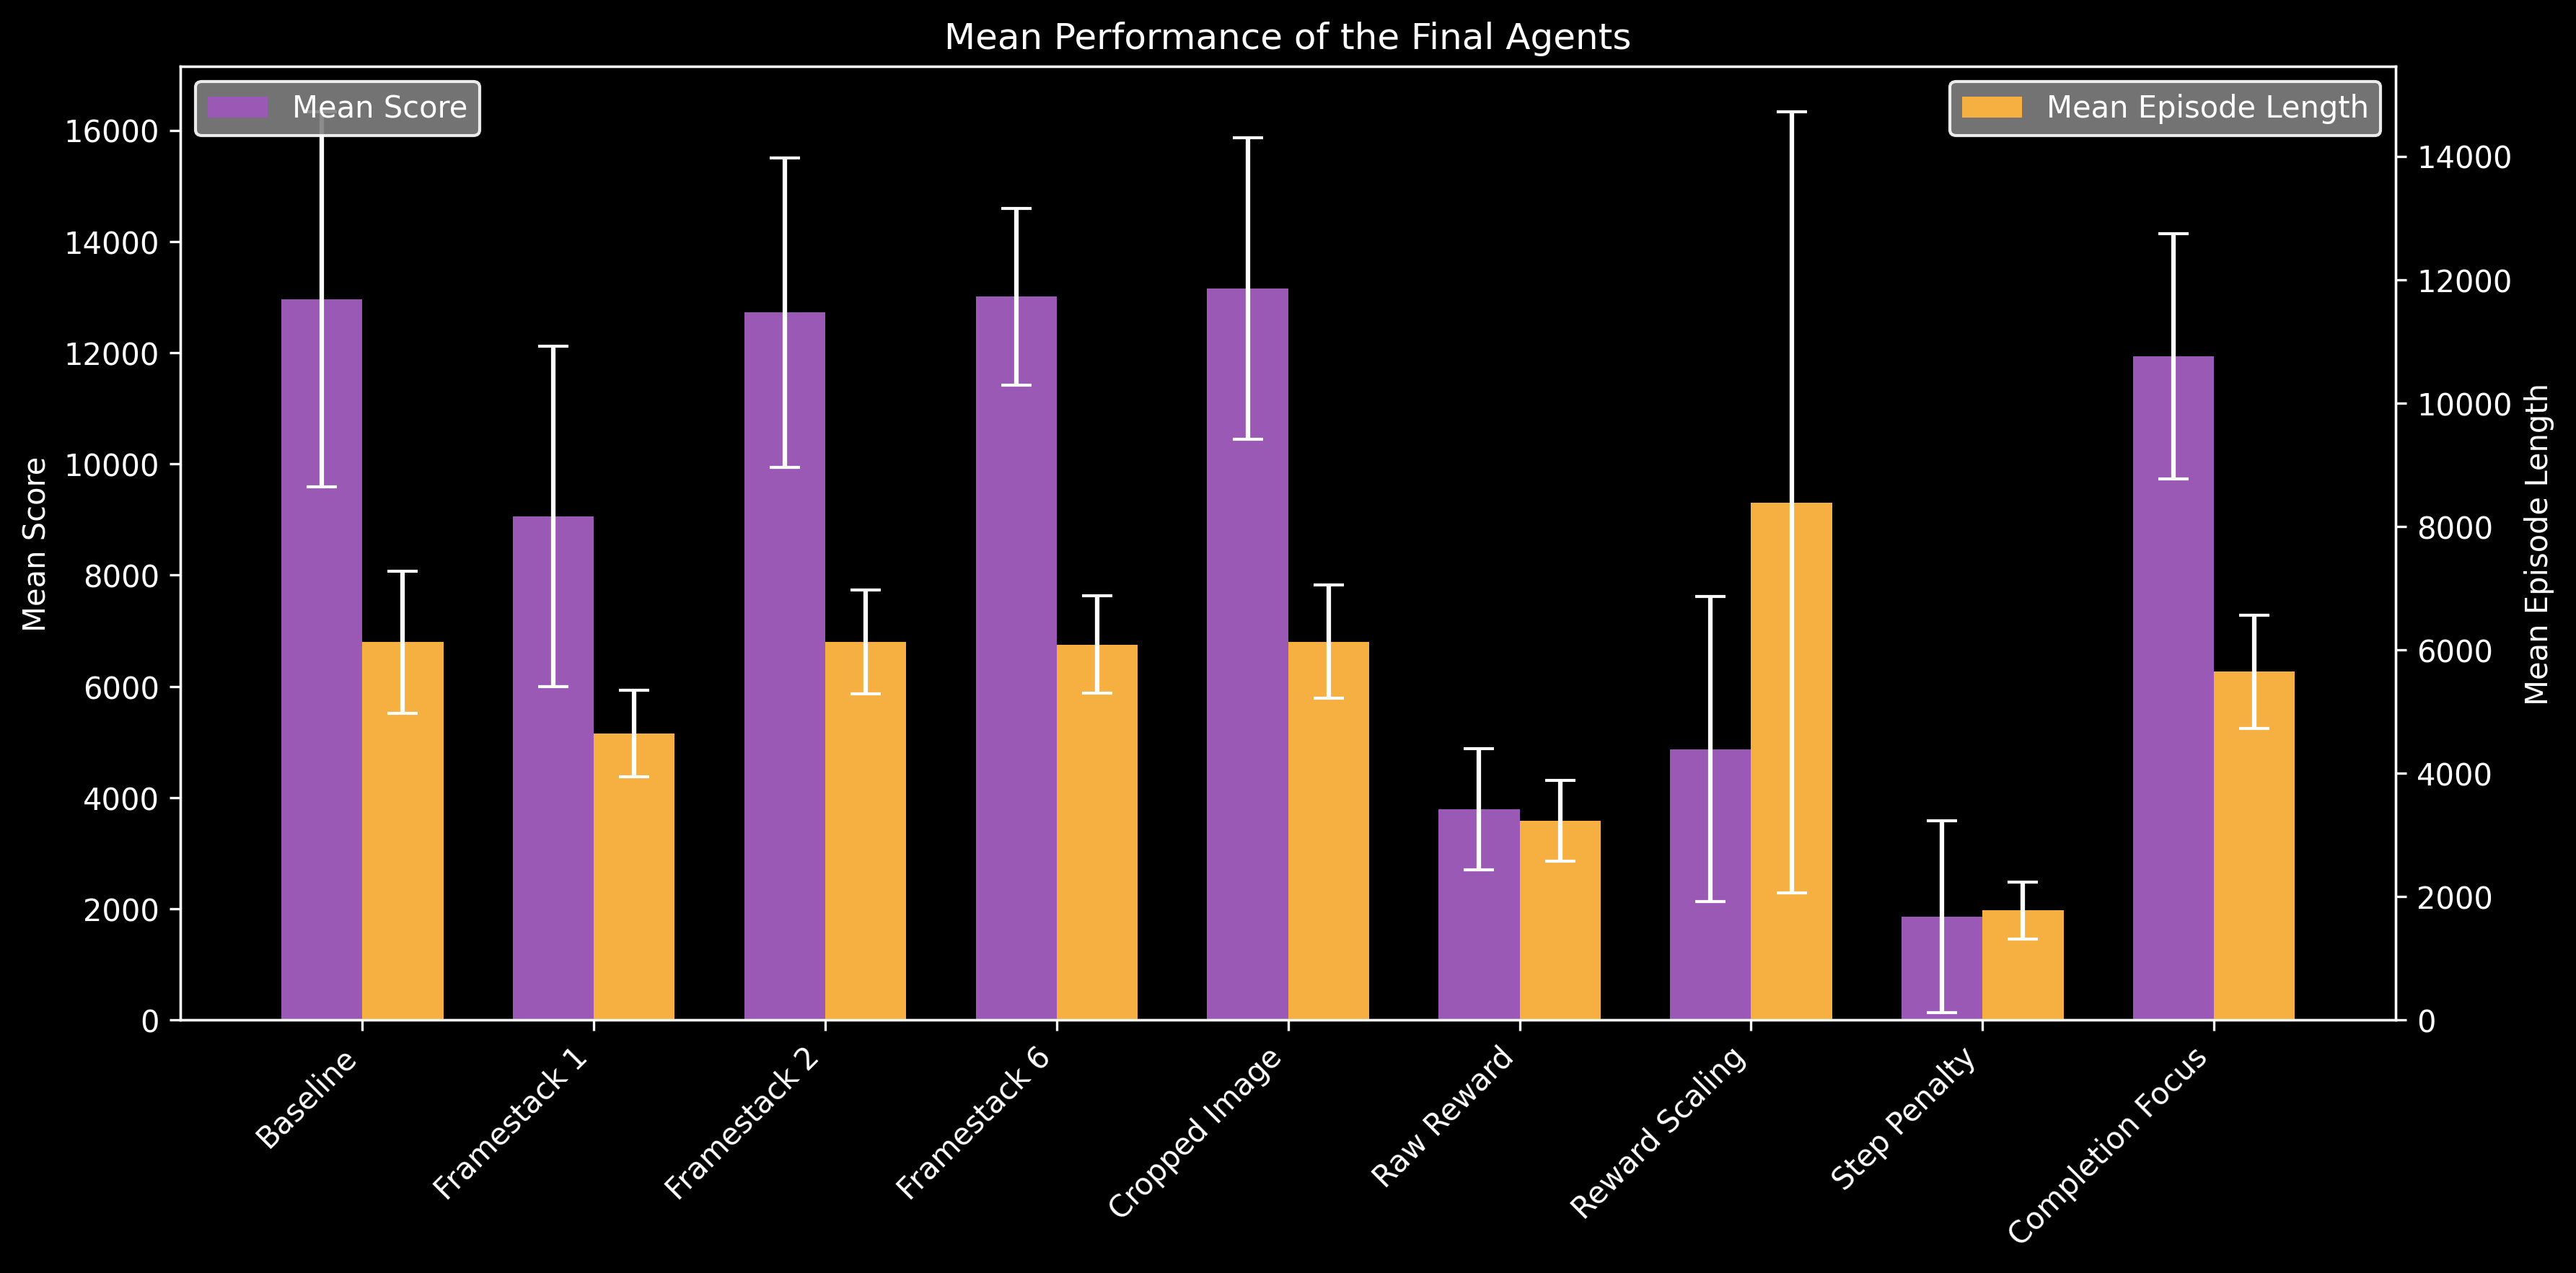 Mean Performance of the Final Agents
Mean Score
Mean Episode Length
16000
14000
12000
10000
8000
6000
4000
2000
0
Mean Score
14000
12000
10000
8000
6000
4000
2000
0
Mean Episode Length
Baseline
Framestack 1
Framestack 2
Framestack 6
Cropped Image
Raw Reward
Reward Scaling
Step Penalty
Completion Focus